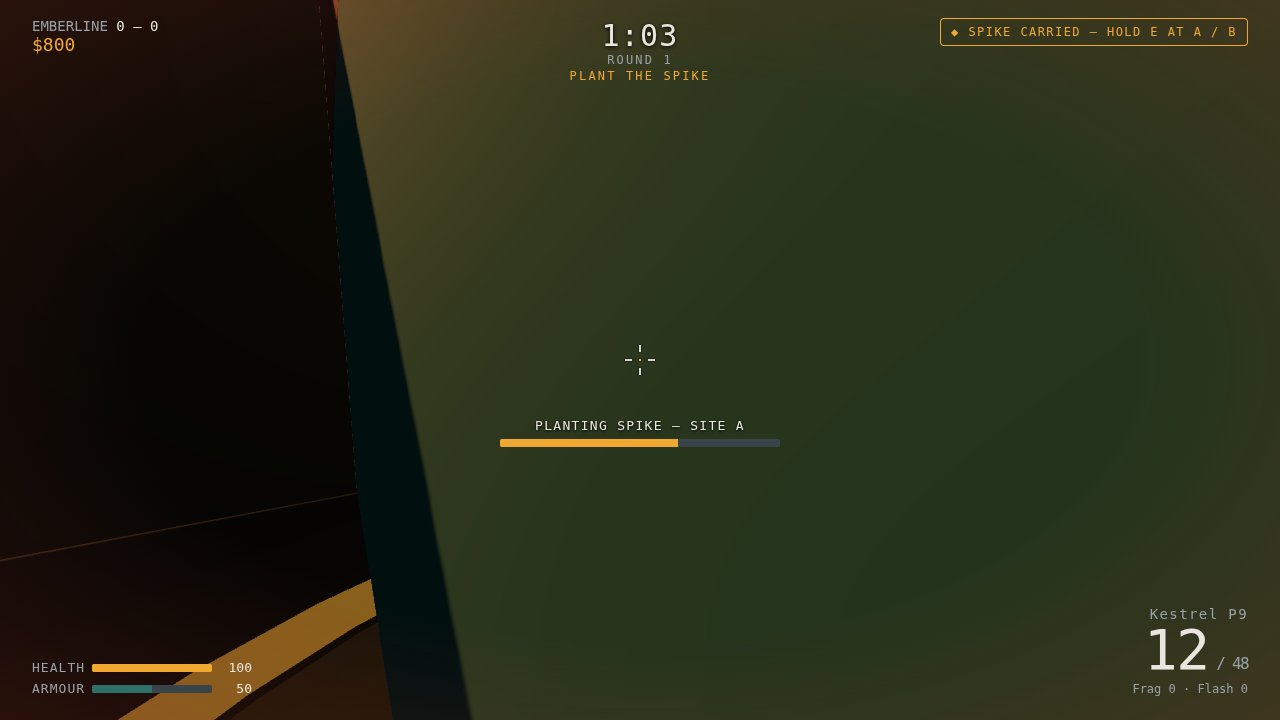 EMBERLINE 0 — 0
$800
1:03
ROUND 1
PLANT THE SPIKE
◆ SPIKE CARRIED — HOLD E AT A / B
PLANTING SPIKE — SITE A
HEALTH 100
ARMOUR 50
Kestrel P9
12 / 48
Frag 0 · Flash 0